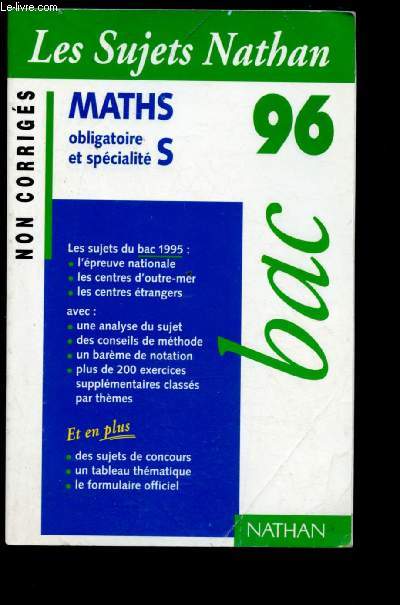 Le-livre.com
Les Sujets Nathan
NON CORRIGÉS
MATHS
obligatoire
et spécialité S
96
bac
Les sujets du bac 1995 :
• l'épreuve nationale
• les centres d'outre-mer
• les centres étrangers
avec :
• une analyse du sujet
• des conseils de méthode
• un barème de notation
• plus de 200 exercices
supplémentaires classés
par thèmes
Et en plus
• des sujets de concours
• un tableau thématique
• le formulaire officiel
NATHAN